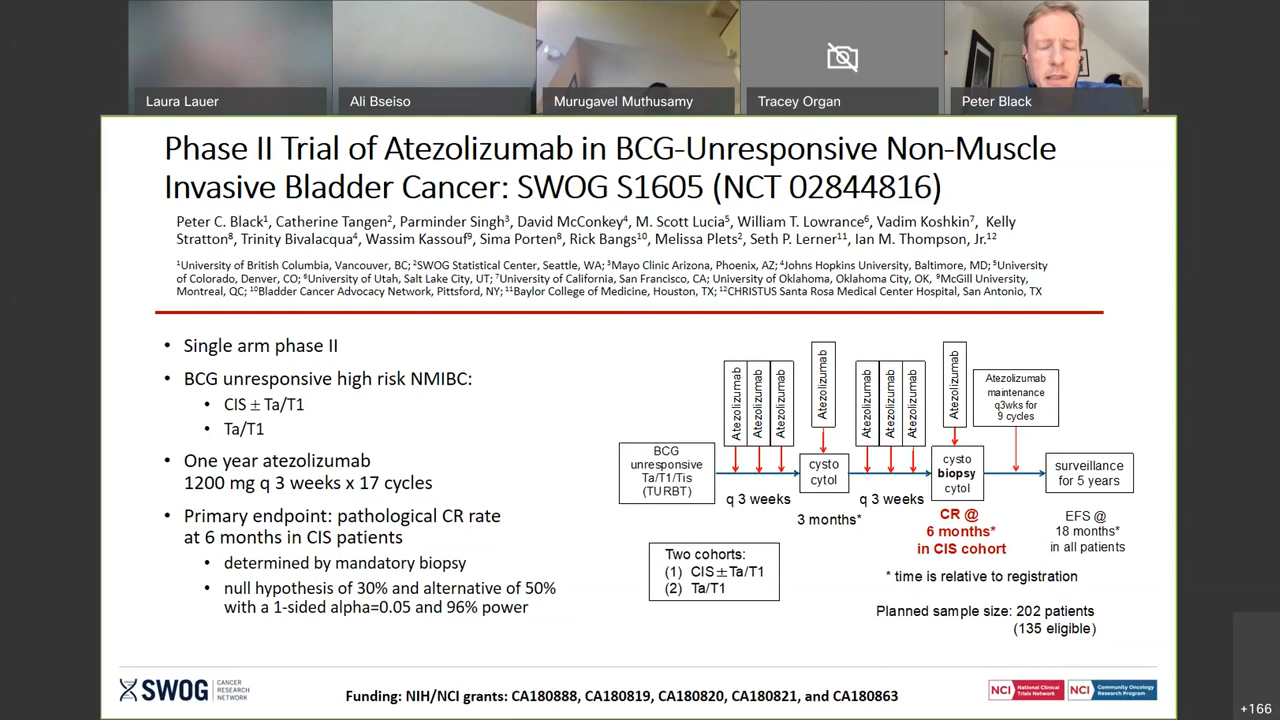 Laura Lauer
Ali Bseiso
Murugavel Muthusamy
Tracey Organ
Peter Black
Phase II Trial of Atezolizumab in BCG-Unresponsive Non-Muscle
Invasive Bladder Cancer: SWOG S1605 (NCT 02844816)
Peter C. Black¹, Catherine Tangen², Parminder Singh³, David McConkey⁴, M. Scott Lucia⁵, William T. Lowrance⁶, Vadim Koshkin⁷, Kelly
Stratton⁸, Trinity Bivalacqua⁴, Wassim Kassouf⁹, Sima Porten⁸, Rick Bangs¹⁰, Melissa Plets², Seth P. Lerner¹¹, Ian M. Thompson, Jr.¹²
¹University of British Columbia, Vancouver, BC; ²SWOG Statistical Center, Seattle, WA; ³Mayo Clinic Arizona, Phoenix, AZ; ⁴Johns Hopkins University, Baltimore, MD; ⁵University
of Colorado, Denver, CO; ⁶University of Utah, Salt Lake City, UT; ⁷University of California, San Francisco, CA; University of Oklahoma, Oklahoma City, OK, ⁹McGill University,
Montreal, QC; ¹⁰Bladder Cancer Advocacy Network, Pittsford, NY; ¹¹Baylor College of Medicine, Houston, TX; ¹²CHRISTUS Santa Rosa Medical Center Hospital, San Antonio, TX
• Single arm phase II
• BCG unresponsive high risk NMIBC:
• CIS ± Ta/T1
• Ta/T1
• One year atezolizumab
1200 mg q 3 weeks x 17 cycles
• Primary endpoint: pathological CR rate
at 6 months in CIS patients
• determined by mandatory biopsy
• null hypothesis of 30% and alternative of 50%
with a 1-sided alpha=0.05 and 96% power
BCG
unresponsive
Ta/T1/Tis
(TURBT)
Atezolizumab
Atezolizumab
Atezolizumab
q 3 weeks
Atezolizumab
cysto
cytol
3 months*
Atezolizumab
Atezolizumab
Atezolizumab
q 3 weeks
Atezolizumab
cysto
biopsy
cytol
CR @
6 months*
in CIS cohort
Atezolizumab
maintenance
q3wks for
9 cycles
surveillance
for 5 years
EFS @
18 months*
in all patients
Two cohorts:
(1) CIS±Ta/T1
(2) Ta/T1
* time is relative to registration
Planned sample size: 202 patients
(135 eligible)
SWOG
CANCER
RESEARCH
NETWORK
Funding: NIH/NCI grants: CA180888, CA180819, CA180820, CA180821, and CA180863
NCI National Clinical
Trials Network
NCI Community Oncology
Research Program
+166